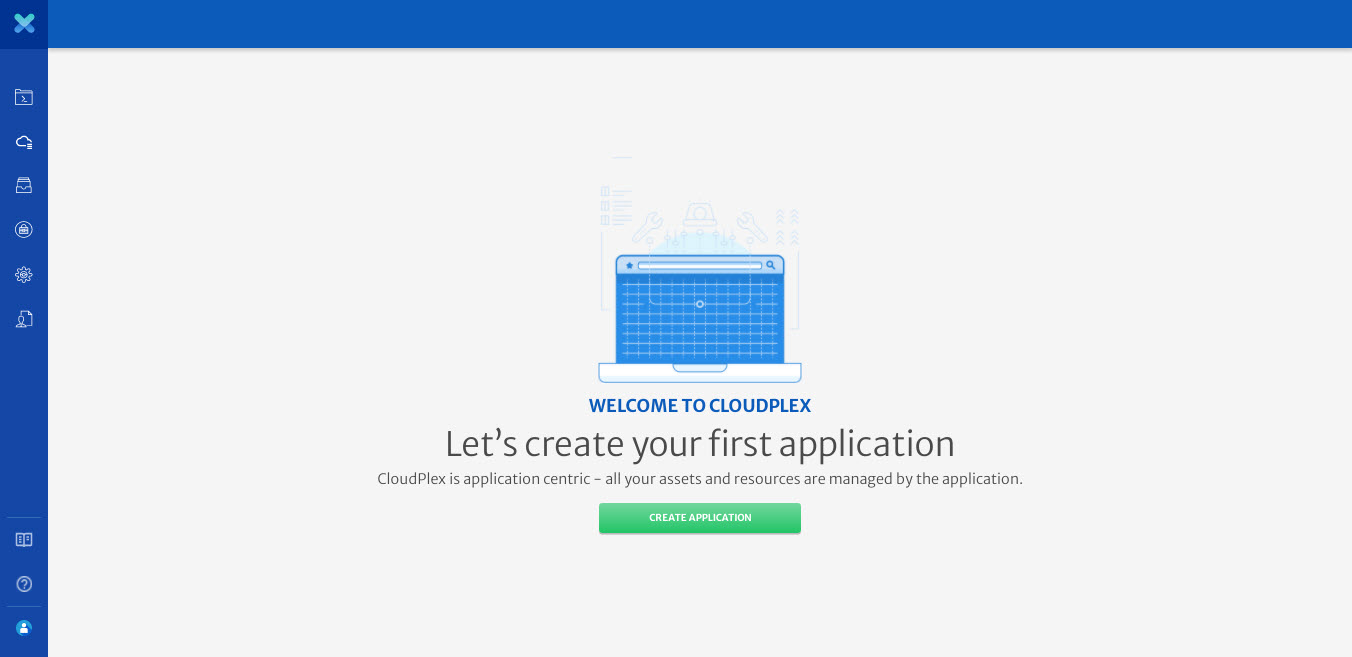 WELCOME TO CLOUDPLEX
Let’s create your first application
CloudPlex is application centric - all your assets and resources are managed by the application.
CREATE APPLICATION